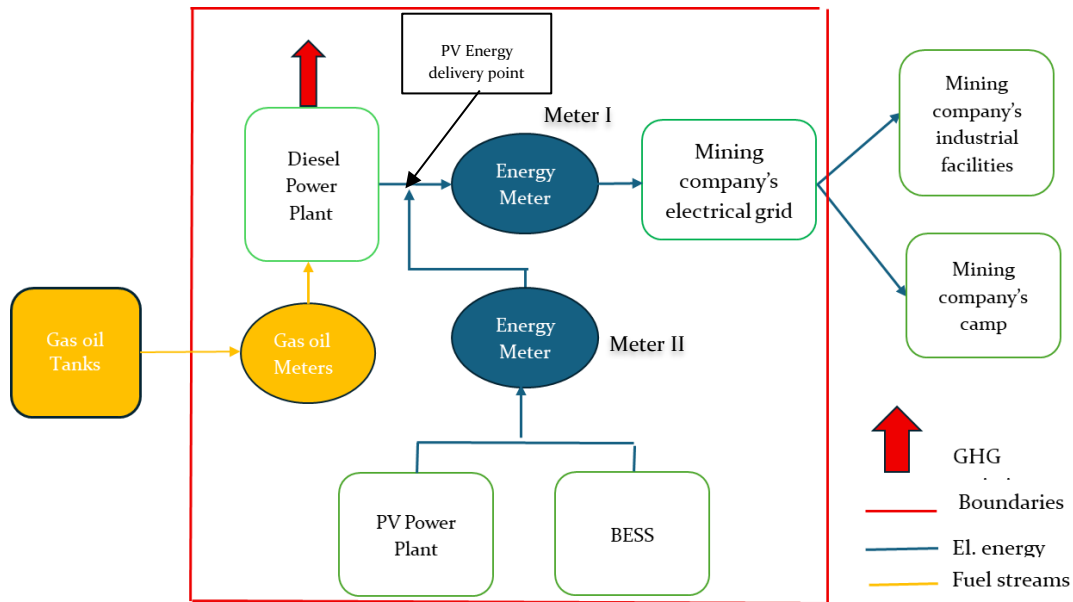 PV Energy
delivery point
Meter I
Diesel
Power
Plant
Energy
Meter
Mining
company's
electrical grid
Mining
company's
industrial
facilities
Mining
company's
camp
Gas oil
Tanks
Gas oil
Meters
Energy
Meter
Meter II
PV Power
Plant
BESS
GHG
Boundaries
El. energy
Fuel streams